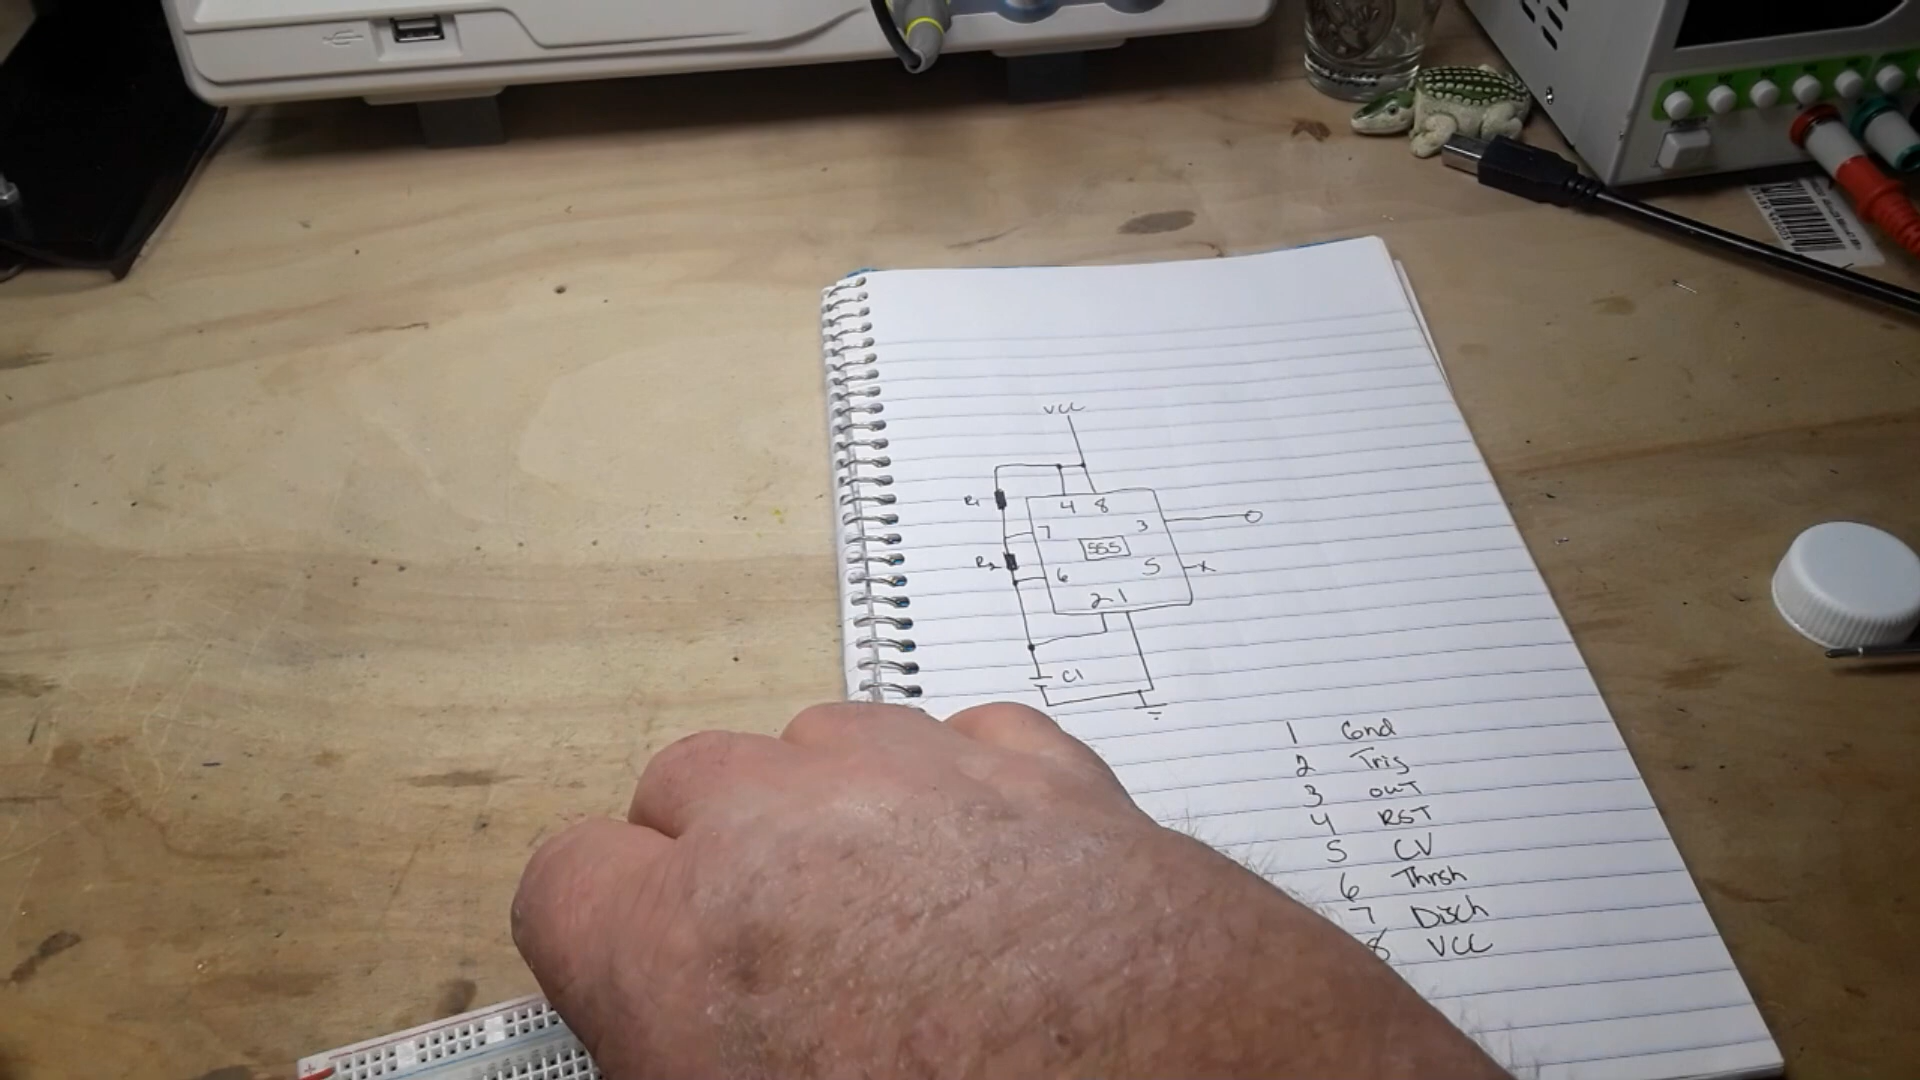 VCC
R1
4 8
7
3
555
R2
6
5
x
2 1
C1
1 Gnd
2 Trig
3 OUT
4 RST
5 CV
6 Thrsh
7 Disch
8 VCC